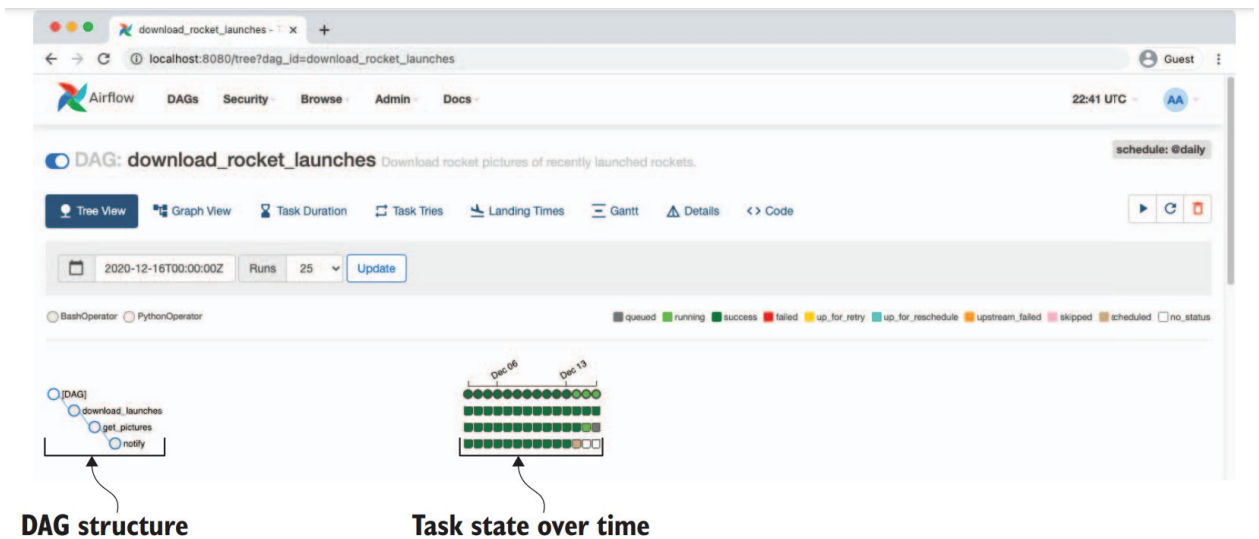 download_rocket_launches - T
localhost:8080/tree?dag_id=download_rocket_launches
Guest
Airflow DAGs Security Browse Admin Docs 22:41 UTC AA
DAG: download_rocket_launches Download rocket pictures of recently launched rockets.
schedule: @daily
Tree View Graph View Task Duration Task Tries Landing Times Gantt Details <> Code
2020-12-16T00:00:00Z Runs 25 Update
BashOperator PythonOperator
queued running success failed up_for_retry up_for_reschedule upstream_failed skipped scheduled no_status
Dec 06 Dec 13
[DAG]
download_launches
get_pictures
notify
DAG structure Task state over time